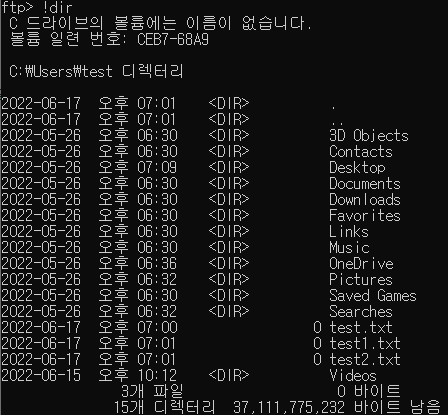 ftp> !dir
C 드라이브의 볼륨에는 이름이 없습니다.
볼륨 일련 번호: CEB7-68A9
C:\Users\test 디렉터리
2022-06-17 오후 07:01 <DIR> .
2022-06-17 오후 07:01 <DIR> ..
2022-05-26 오후 06:30 <DIR> 3D Objects
2022-05-26 오후 06:30 <DIR> Contacts
2022-05-26 오후 07:09 <DIR> Desktop
2022-05-26 오후 06:30 <DIR> Documents
2022-05-26 오후 06:30 <DIR> Downloads
2022-05-26 오후 06:30 <DIR> Favorites
2022-05-26 오후 06:30 <DIR> Links
2022-05-26 오후 06:30 <DIR> Music
2022-05-26 오후 06:36 <DIR> OneDrive
2022-05-26 오후 06:32 <DIR> Pictures
2022-05-26 오후 06:30 <DIR> Saved Games
2022-05-26 오후 06:32 <DIR> Searches
2022-06-17 오후 07:00 0 test.txt
2022-06-17 오후 07:01 0 test1.txt
2022-06-17 오후 07:01 0 test2.txt
2022-06-15 오후 10:12 <DIR> Videos
3개 파일 0 바이트
15개 디렉터리 37,111,775,232 바이트 남음